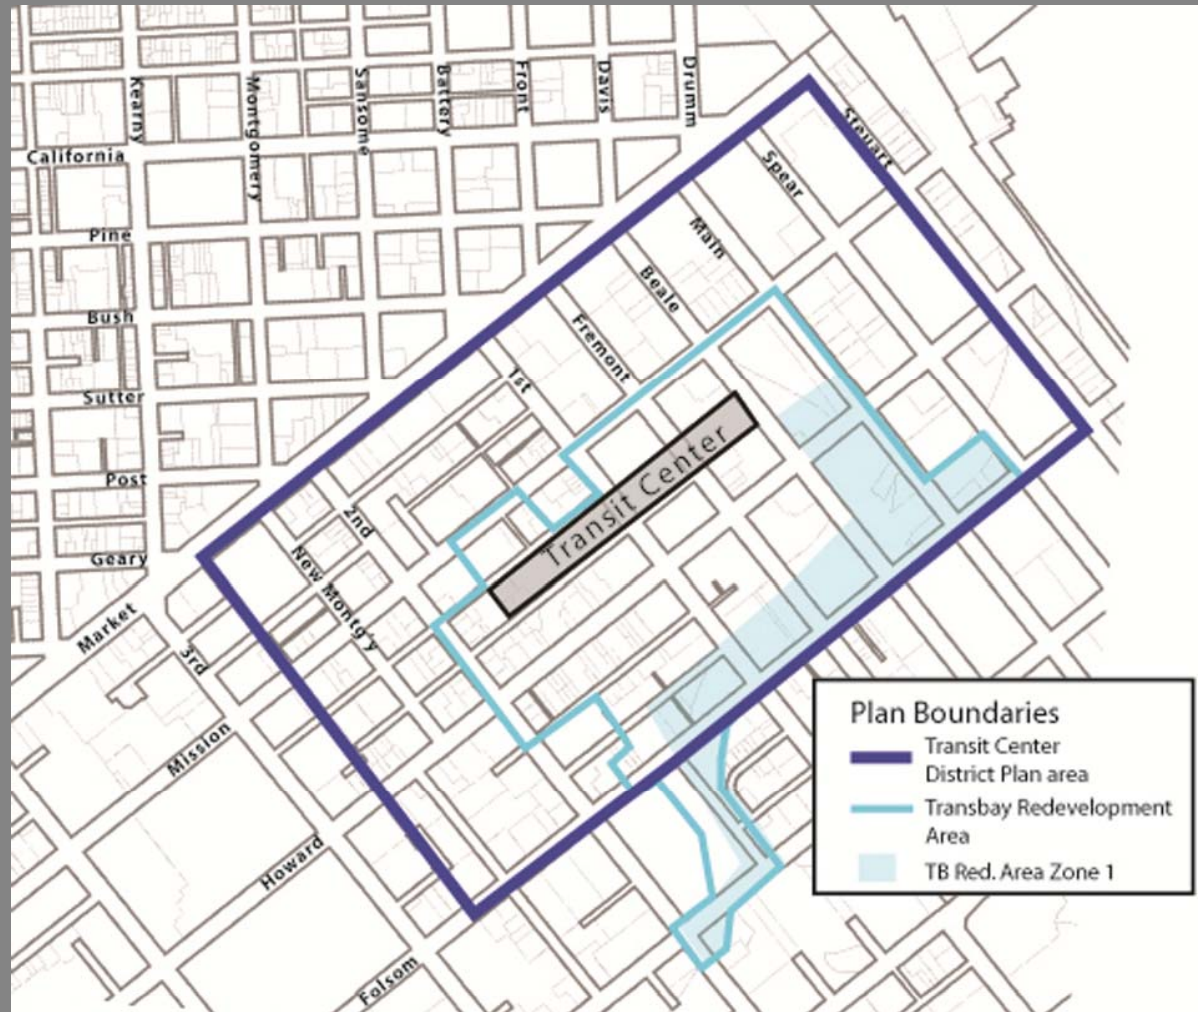 Kearny
Montgomery
Sansome
Battery
Front
Davis
Drumm
California
Pine
Bush
Sutter
Post
Geary
Market
Mission
Howard
Folsom
Steuart
Spear
Main
Beale
Fremont
1st
2nd
New Montg'y
3rd
Transit Center
Plan Boundaries
Transit Center
District Plan area
Transbay Redevelopment
Area
TB Red. Area Zone 1